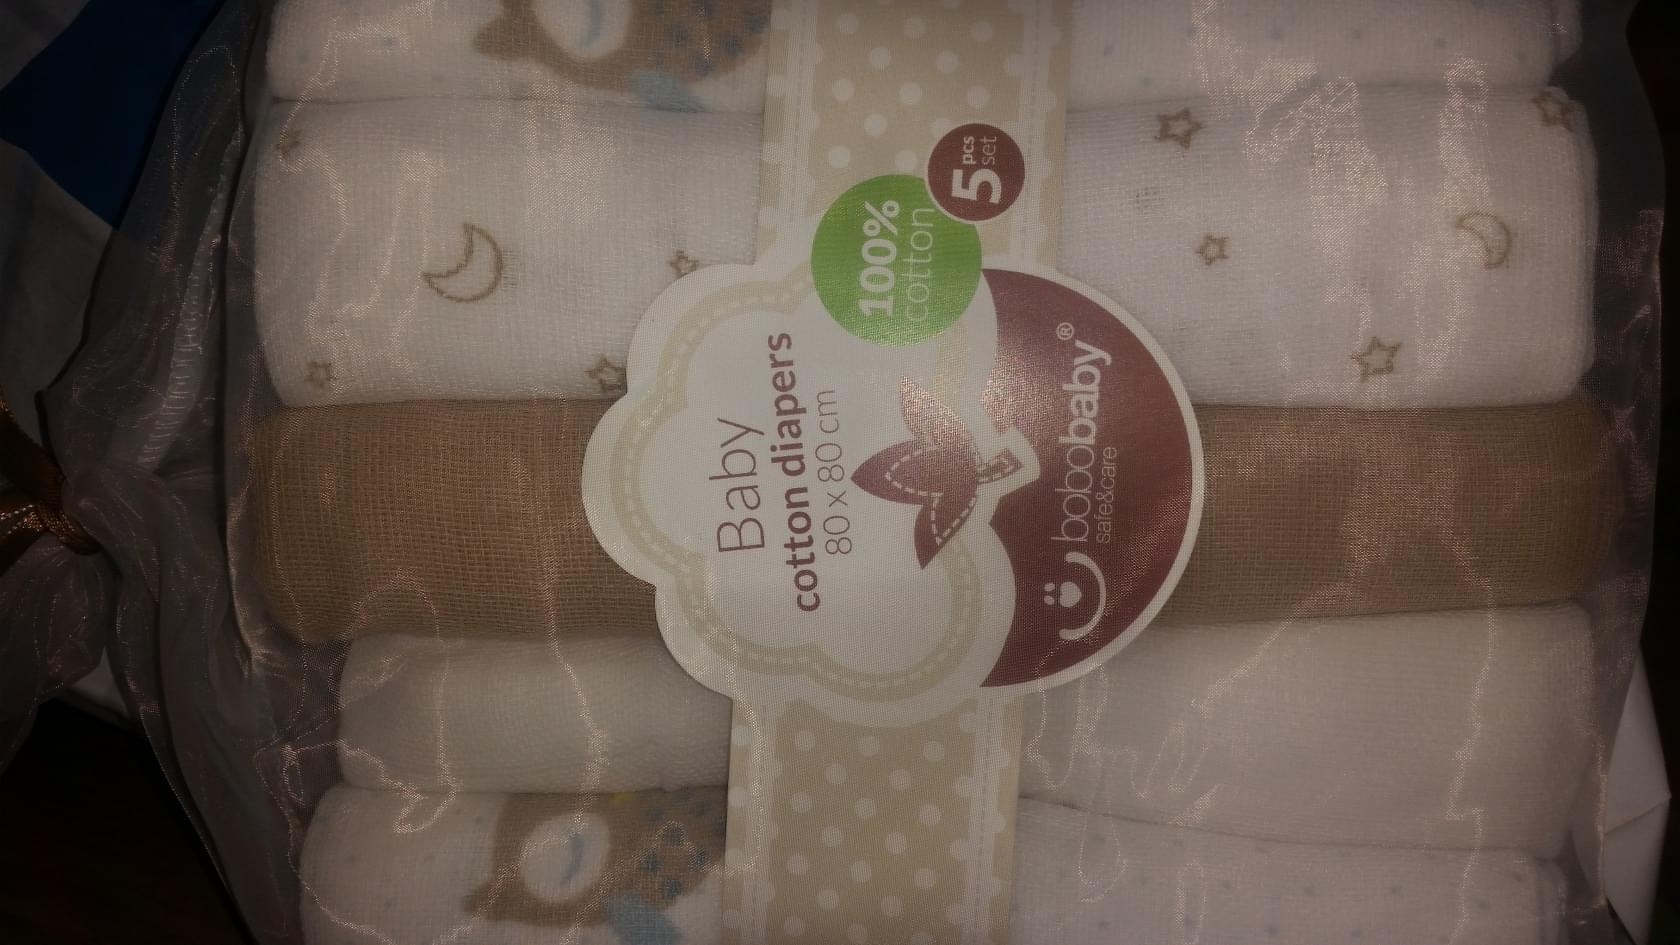 5 pcs
set
100%
cotton
Baby
cotton diapers
80 x 80 cm
bobobaby®
safe&care